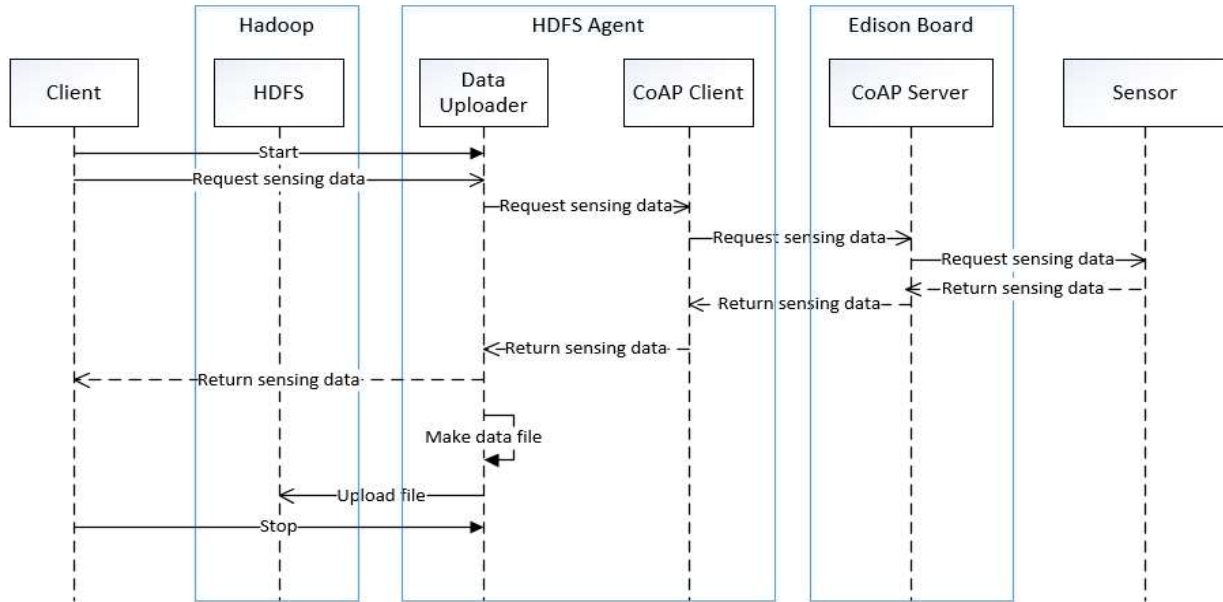 Hadoop
HDFS Agent
Edison Board
Client
HDFS
Data
Uploader
CoAP Client
CoAP Server
Sensor
Start
Request sensing data
Request sensing data
Request sensing data
Request sensing data
Return sensing data
Return sensing data
Return sensing data
Return sensing data
Make data file
Upload file
Stop